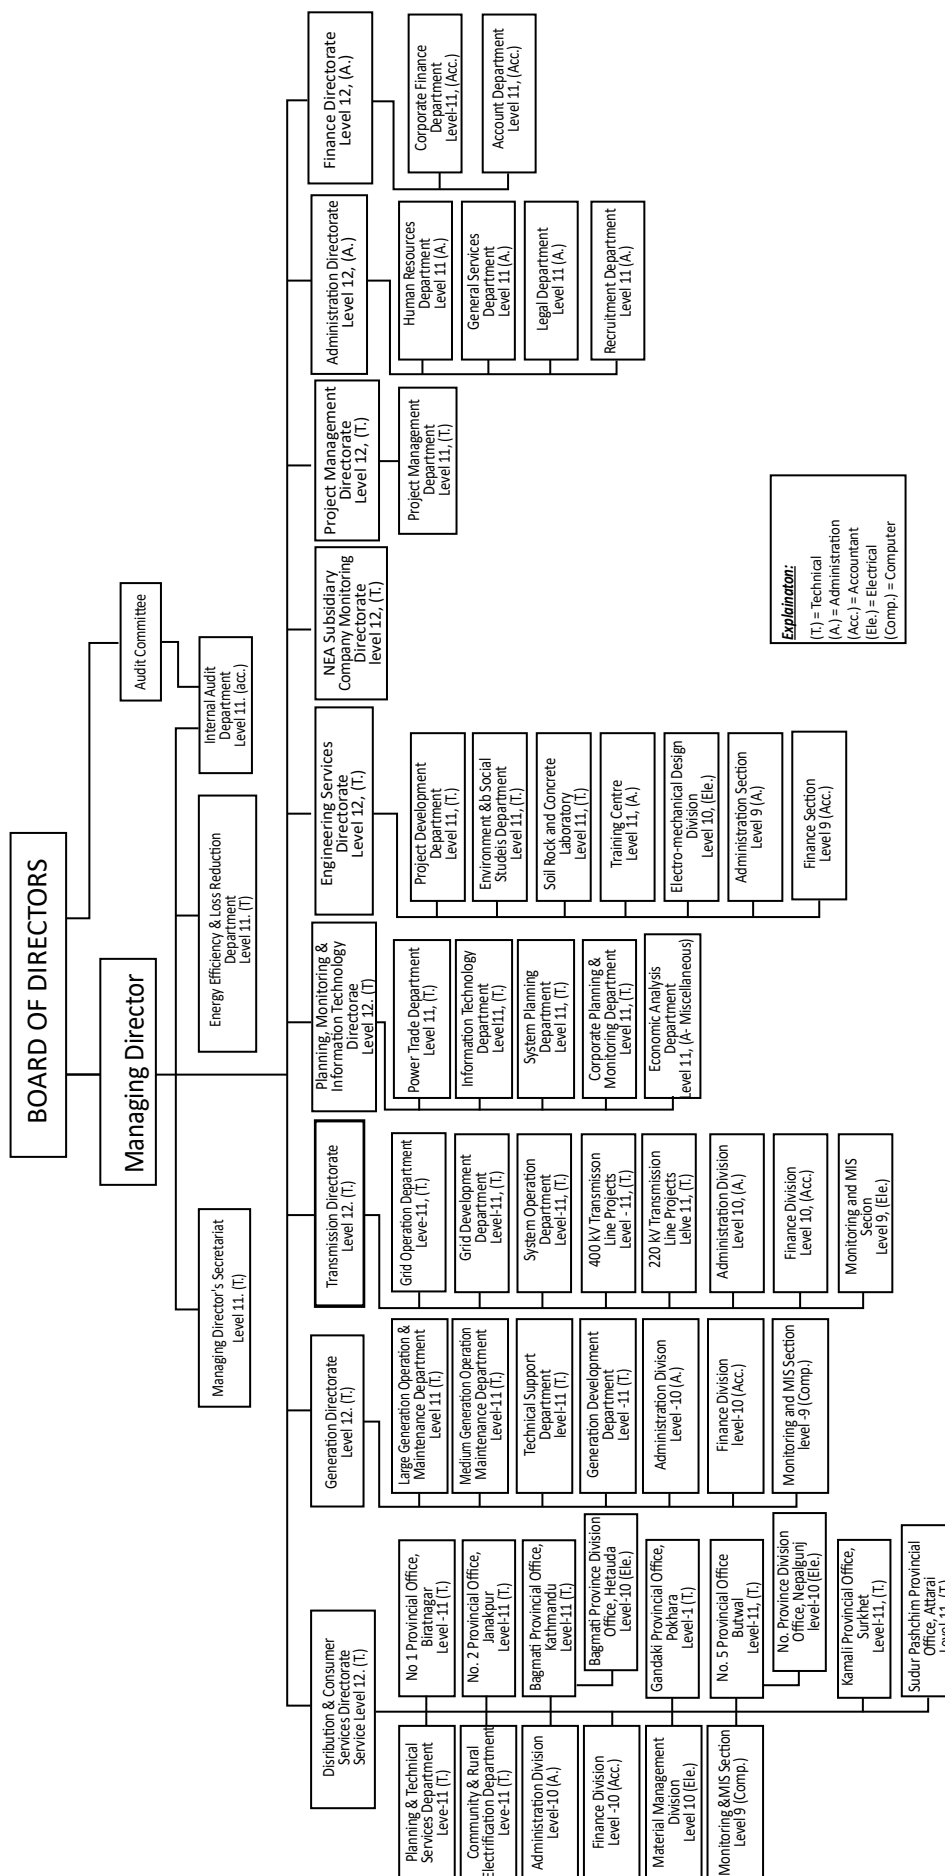 BOARD OF DIRECTORS
Managing Director
Audit Committee
Managing Director's Secretariat
Level 11. (T.)
Energy Efficiency & Loss Reduction
Department
Level 11. (T)
Internal Audit
Department
Level 11. (acc.)
Disribution & Consumer
Services Directorate
Service Level 12. (T.)
Planning & Technical
Services Department
Leve-11 (T.)
Community & Rural
Electrification Department
Leve-11 (T.)
Administration Division
Level-10 (A.)
Finance Division
Level -10 (Acc.)
Material Management
Division
Level 10 (Ele.)
Monitoring &MIS Section
Level 9 (Comp.)
No 1 Provincial Office,
Biratnagar
Level -11 (T.)
No. 2 Provincial Office,
Janakpur
Level-11 (T.)
Bagmati Provincial Office,
Kathmandu
Level-11 (T.)
Bagmati Province Division
Office, Hetauda
Level-10 (Ele.)
Gandaki Provincial Office,
Pokhara
Level-1 (T.)
No. 5 Provincial Office
Butwal
Level-11, (T.)
No. Province Division
Office, Nepalgunj
level-10 (Ele.)
Kamali Provincial Office,
Surkhet
Level-11, (T.)
Sudur Pashchim Provincial
Office, Attarai
Level-11, (T.)
Generation Directorate
Level 12. (T.)
Large Generation Operation &
Maintenance Department
Level 11 (T.)
Medium Generation Operation
Maintenance Department
Level 11 (T.)
Technical Support
Department
level-11 (T.)
Generation Development
Department
Level -11 (T.)
Administration Divison
Level -10 (A.)
Finance Division
level-10 (Acc.)
Monitoring and MIS Section
level -9 (Comp.)
Transmission Directorate
Level 12. (T.)
Grid Operation Department
Leve-11, (T.)
Grid Development
Department
Level-11, (T.)
System Operation
Department
Level-11, (T.)
400 kV Transmisson
Line Projects
Level - 11, (T.)
220 kV Transmission
Line Projects
Lelve 11, (T.)
Administration Division
Level 10, (A.)
Finance Division
Level 10, (Acc.)
Monitoring and MIS
Secion
Level 9, (Ele.)
Planning, Monitoring &
Information Technology
Directorae
Level 12. (T)
Power Trade Department
Level 11, (T.)
Information Technology
Department
Level11, (T.)
System Planning
Department
Level 11, (T.)
Corporate Planning &
Monitoring Department
Level 11, (T.)
Economic Analysis
Department
Level 11, (A- Miscellaneous)
Engineering Services
Directorate
Level 12, (T.)
Project Development
Department
Level 11, (T.)
Environment &b Social
Studeis Department
Level 11, (T.)
Soil Rock and Concrete
Laboratory
Level 11, (T.)
Training Centre
Level 11, (A.)
Electro-mechanical Design
Division
Level 10, (Ele.)
Administration Section
Level 9 (A.)
Finance Section
Level 9 (Acc.)
NEA Subsidiary
Company Monitoring
Directorate
level 12, (T.)
Project Management
Directorate
Level 12, (T.)
Project Management
Department
Level 11, (T.)
Administration Directorate
Level 12, (A.)
Human Resources
Department
Level 11 (A.)
General Services
Department
Level 11 (A.)
Legal Department
Level 11 (A.)
Recruitment Department
Level 11 (A.)
Finance Directorate
Level 12, (A.)
Corporate Finance
Department
Level-11, (Acc.)
Account Department
Level 11, (Acc.)
Explainaton:
(T.) = Technical
(A.) = Administration
(Acc.) = Accountant
(Ele.) = Electrical
(Comp.) = Computer